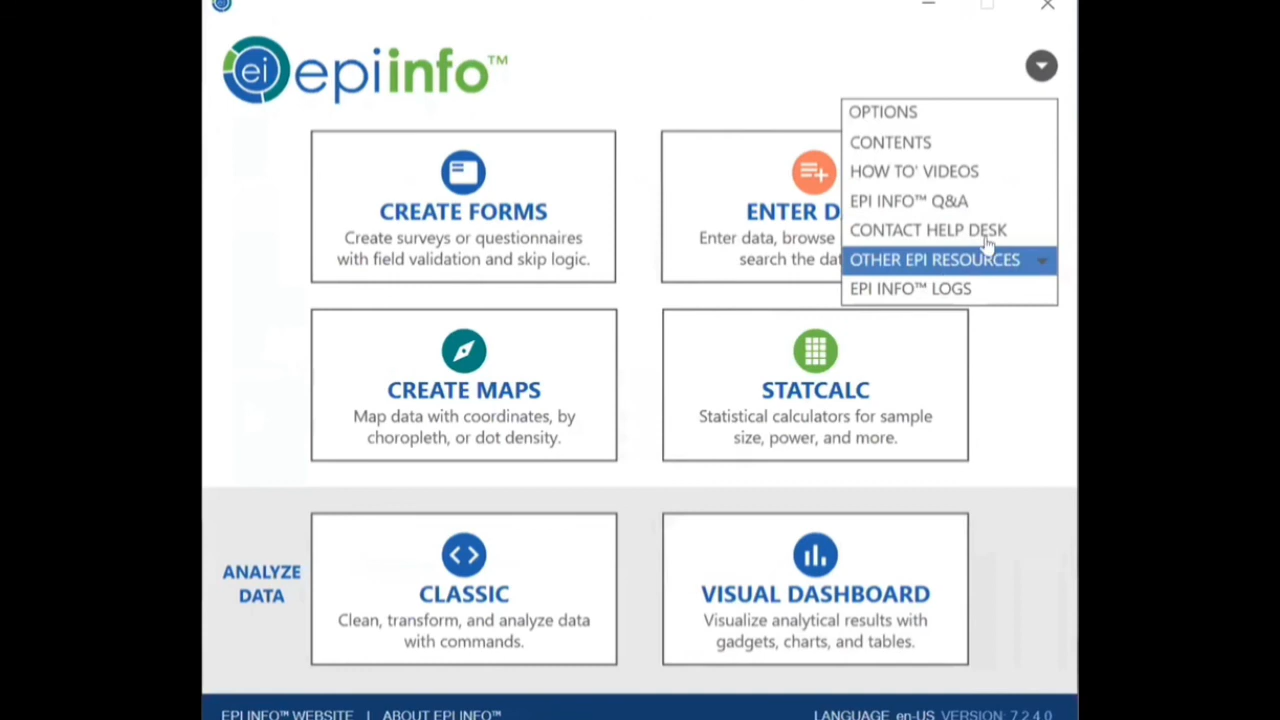 ei epi info™
OPTIONS
CONTENTS
HOW TO' VIDEOS
EPI INFO™ Q&A
CONTACT HELP DESK
OTHER EPI RESOURCES
EPI INFO™ LOGS
CREATE FORMS
Create surveys or questionnaires
with field validation and skip logic.
ENTER D
Enter data, browse
search the dat
CREATE MAPS
Map data with coordinates, by
choropleth, or dot density.
STATCALC
Statistical calculators for sample
size, power, and more.
ANALYZE
DATA
CLASSIC
Clean, transform, and analyze data
with commands.
VISUAL DASHBOARD
Visualize analytical results with
gadgets, charts, and tables.
EPI INFO™ WEBSITE | ABOUT EPI INFO™ LANGUAGE en-US VERSION: 7.2.4.0